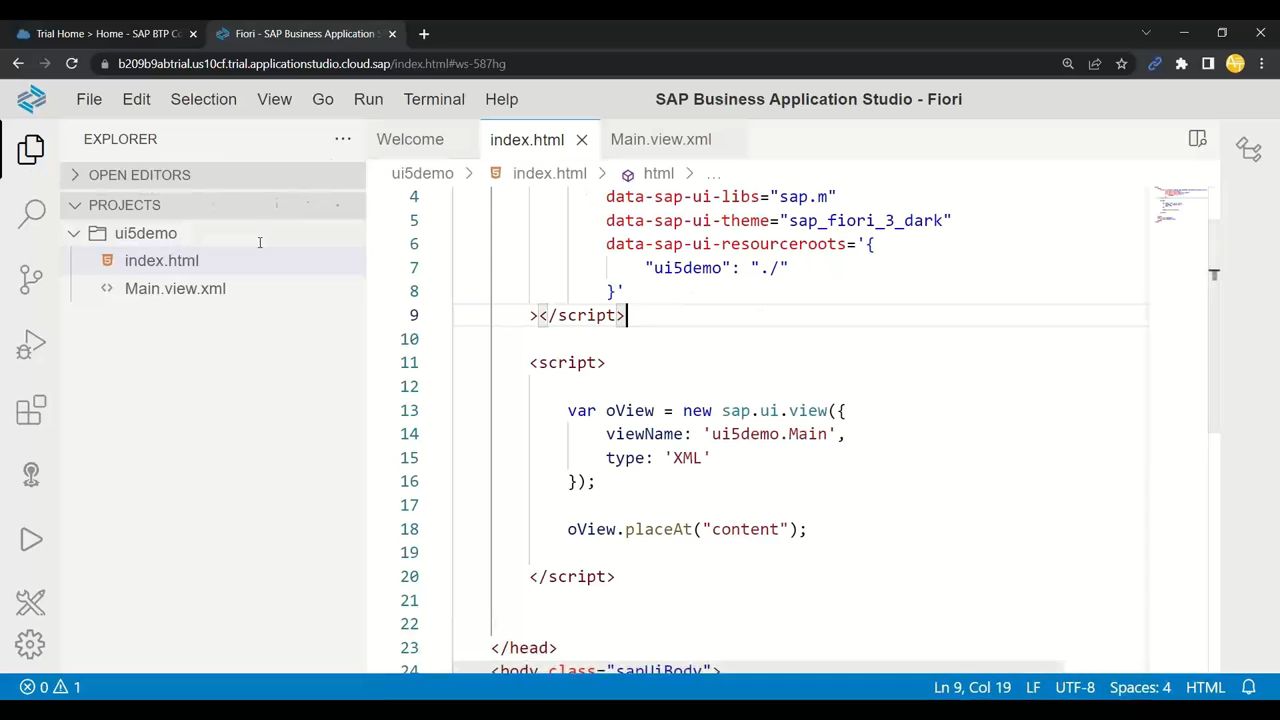 Trial Home > Home - SAP BTP Co
Fiori - SAP Business Application
b209b9abtrial.us10cf.trial.applicationstudio.cloud.sap/index.html#ws-587hg
File Edit Selection View Go Run Terminal Help
SAP Business Application Studio - Fiori
EXPLORER
OPEN EDITORS
PROJECTS
ui5demo
index.html
Main.view.xml
Welcome index.html Main.view.xml
ui5demo > index.html > html > ...
4 data-sap-ui-libs="sap.m"
5 data-sap-ui-theme="sap_fiori_3_dark"
6 data-sap-ui-resourceroots='{
7 "ui5demo": "./"
8 }'
9 ></script>
10
11 <script>
12
13 var oView = new sap.ui.view({
14 viewName: 'ui5demo.Main',
15 type: 'XML'
16 });
17
18 oView.placeAt("content");
19
20 </script>
21
22
23 </head>
24 <body class="sapUiBody">
0 1
Ln 9, Col 19 LF UTF-8 Spaces: 4 HTML